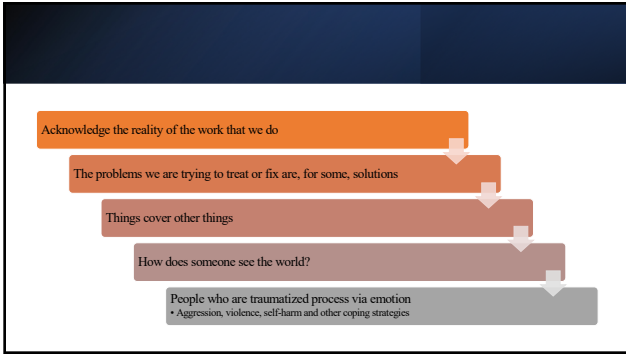 Acknowledge the reality of the work that we do
The problems we are trying to treat or fix are, for some, solutions
Things cover other things
How does someone see the world?
People who are traumatized process via emotion
• Aggression, violence, self-harm and other coping strategies